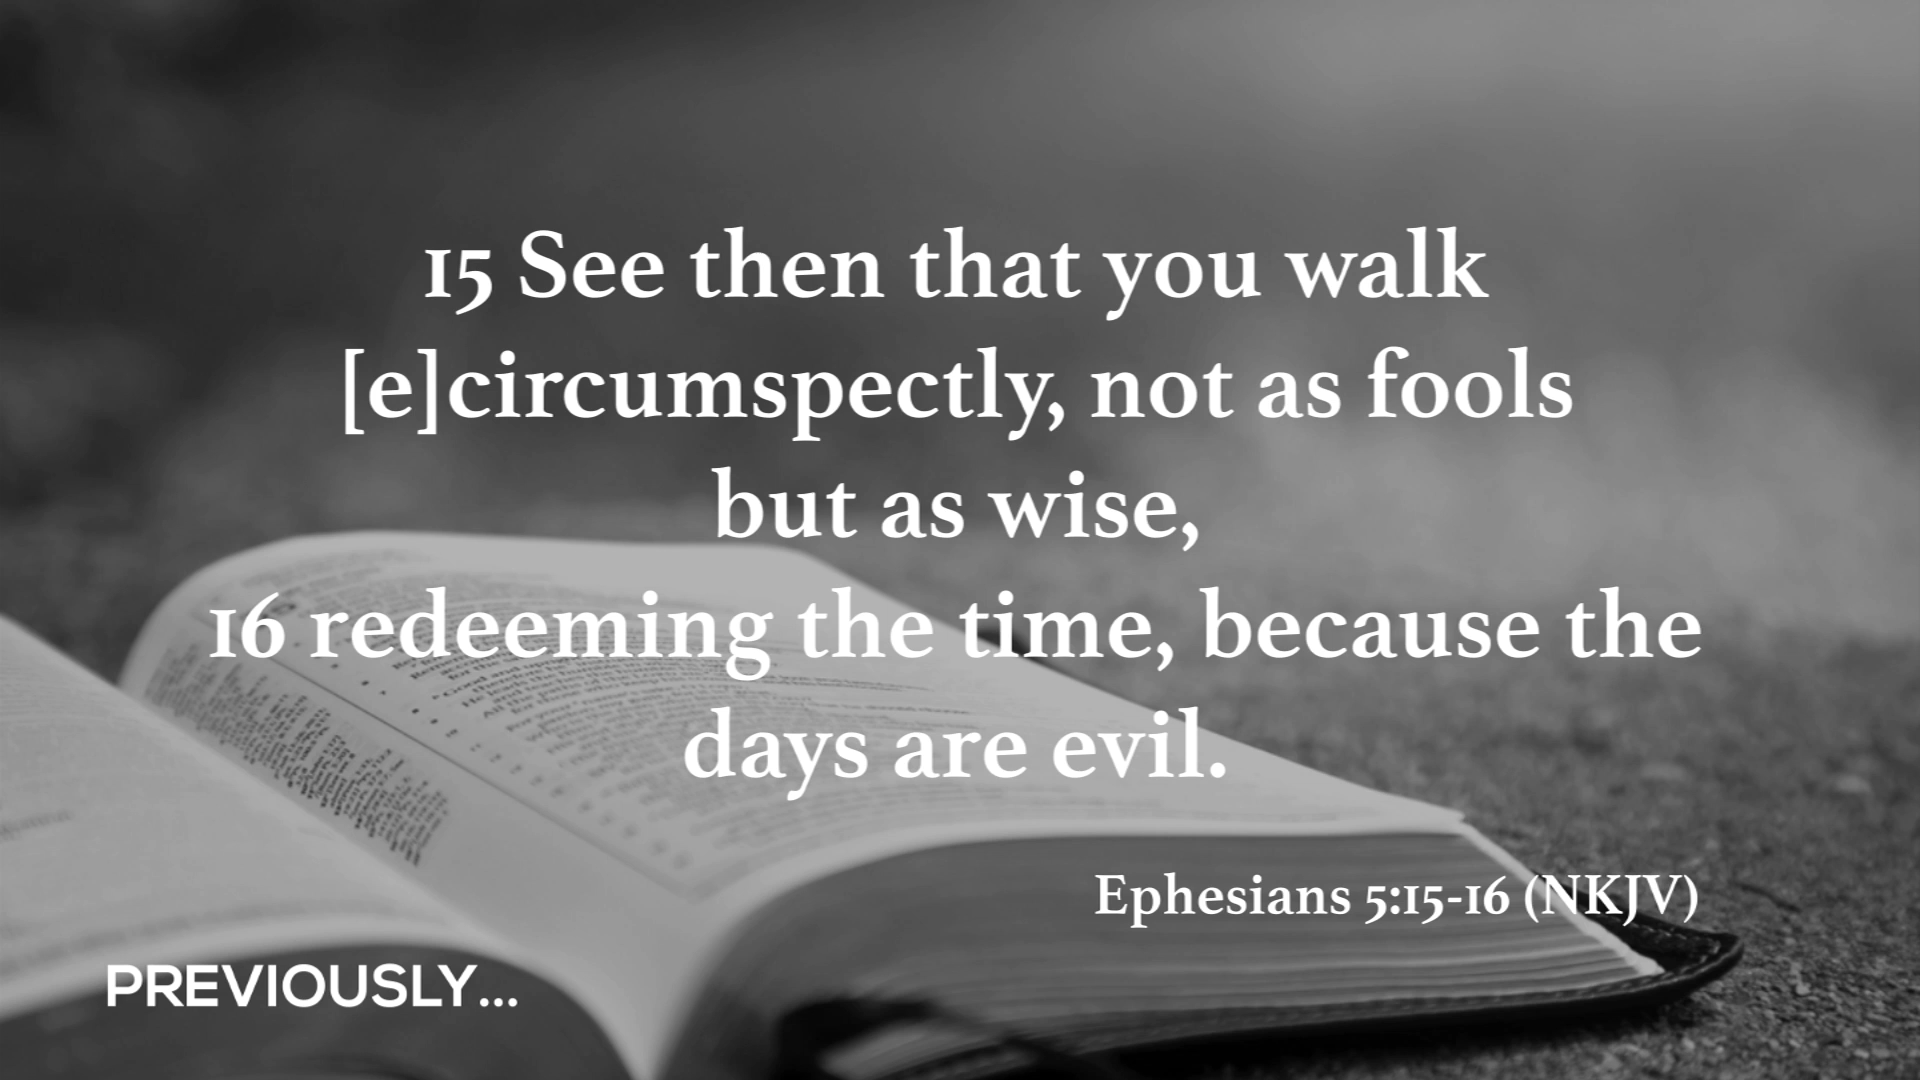 15 See then that you walk
[e]circumspectly, not as fools
but as wise,
16 redeeming the time, because the
days are evil.
Ephesians 5:15-16 (NKJV)
PREVIOUSLY...